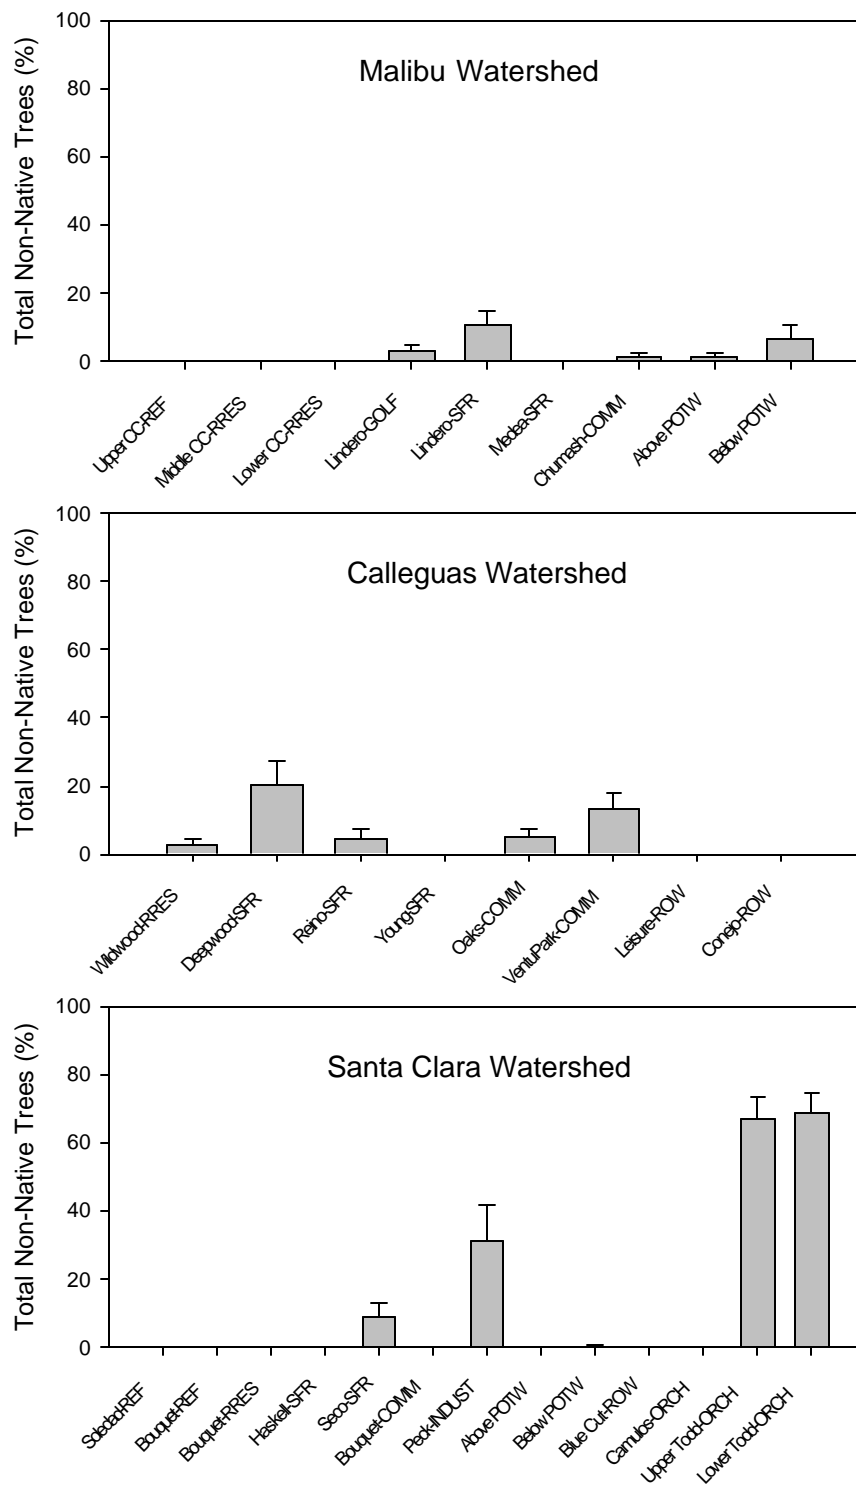 Malibu Watershed
Total Non-Native Trees (%)
100
80
60
40
20
0
Upper CC-REF
Middle CC-RRES
Lower CC-RRES
Lindero-GOLF
Lindero-SFR
Medea-SFR
Chumash-COMM
Above POTW
Below POTW
Calleguas Watershed
Total Non-Native Trees (%)
100
80
60
40
20
0
Wildwood-RRES
Deepwood-SFR
Reino-SFR
Young-SFR
Oaks-COMM
VentuPark-COMM
Leisure-ROW
Conejo-ROW
Santa Clara Watershed
Total Non-Native Trees (%)
100
80
60
40
20
0
Soledad-REF
Bouquet-REF
Bouquet-RRES
Haskell-SFR
Seco-SFR
Bouquet-COMM
Peck-INDUST
Above POTW
Below POTW
Blue Cut-ROW
Camulos-ORCH
Upper Todd-ORCH
Lower Todd-ORCH